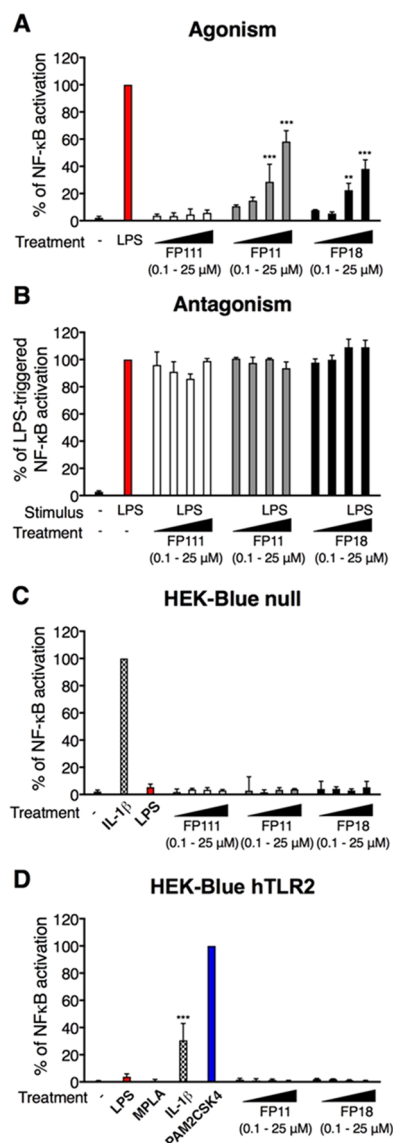 A
Agonism
% of NF-κB activation
120
100
80
60
40
20
0
***
***
**
***
Treatment - LPS
FP111 FP11 FP18
(0.1 - 25 μM) (0.1 - 25 μM) (0.1 - 25 μM)
B
Antagonism
% of LPS-triggered
NF-κB activation
120
100
80
60
40
20
0
Stimulus - LPS LPS LPS LPS
Treatment - -
FP111 FP11 FP18
(0.1 - 25 μM) (0.1 - 25 μM) (0.1 - 25 μM)
C
HEK-Blue null
% of NF-κB activation
120
100
80
60
40
20
0
Treatment - IL-1β LPS
FP111 FP11 FP18
(0.1 - 25 μM) (0.1 - 25 μM) (0.1 - 25 μM)
D
HEK-Blue hTLR2
% of NFκB activation
120
100
80
60
40
20
0
***
Treatment - LPS MPLA IL-1β PAM2CSK4
FP11 FP18
(0.1 - 25 μM) (0.1 - 25 μM)